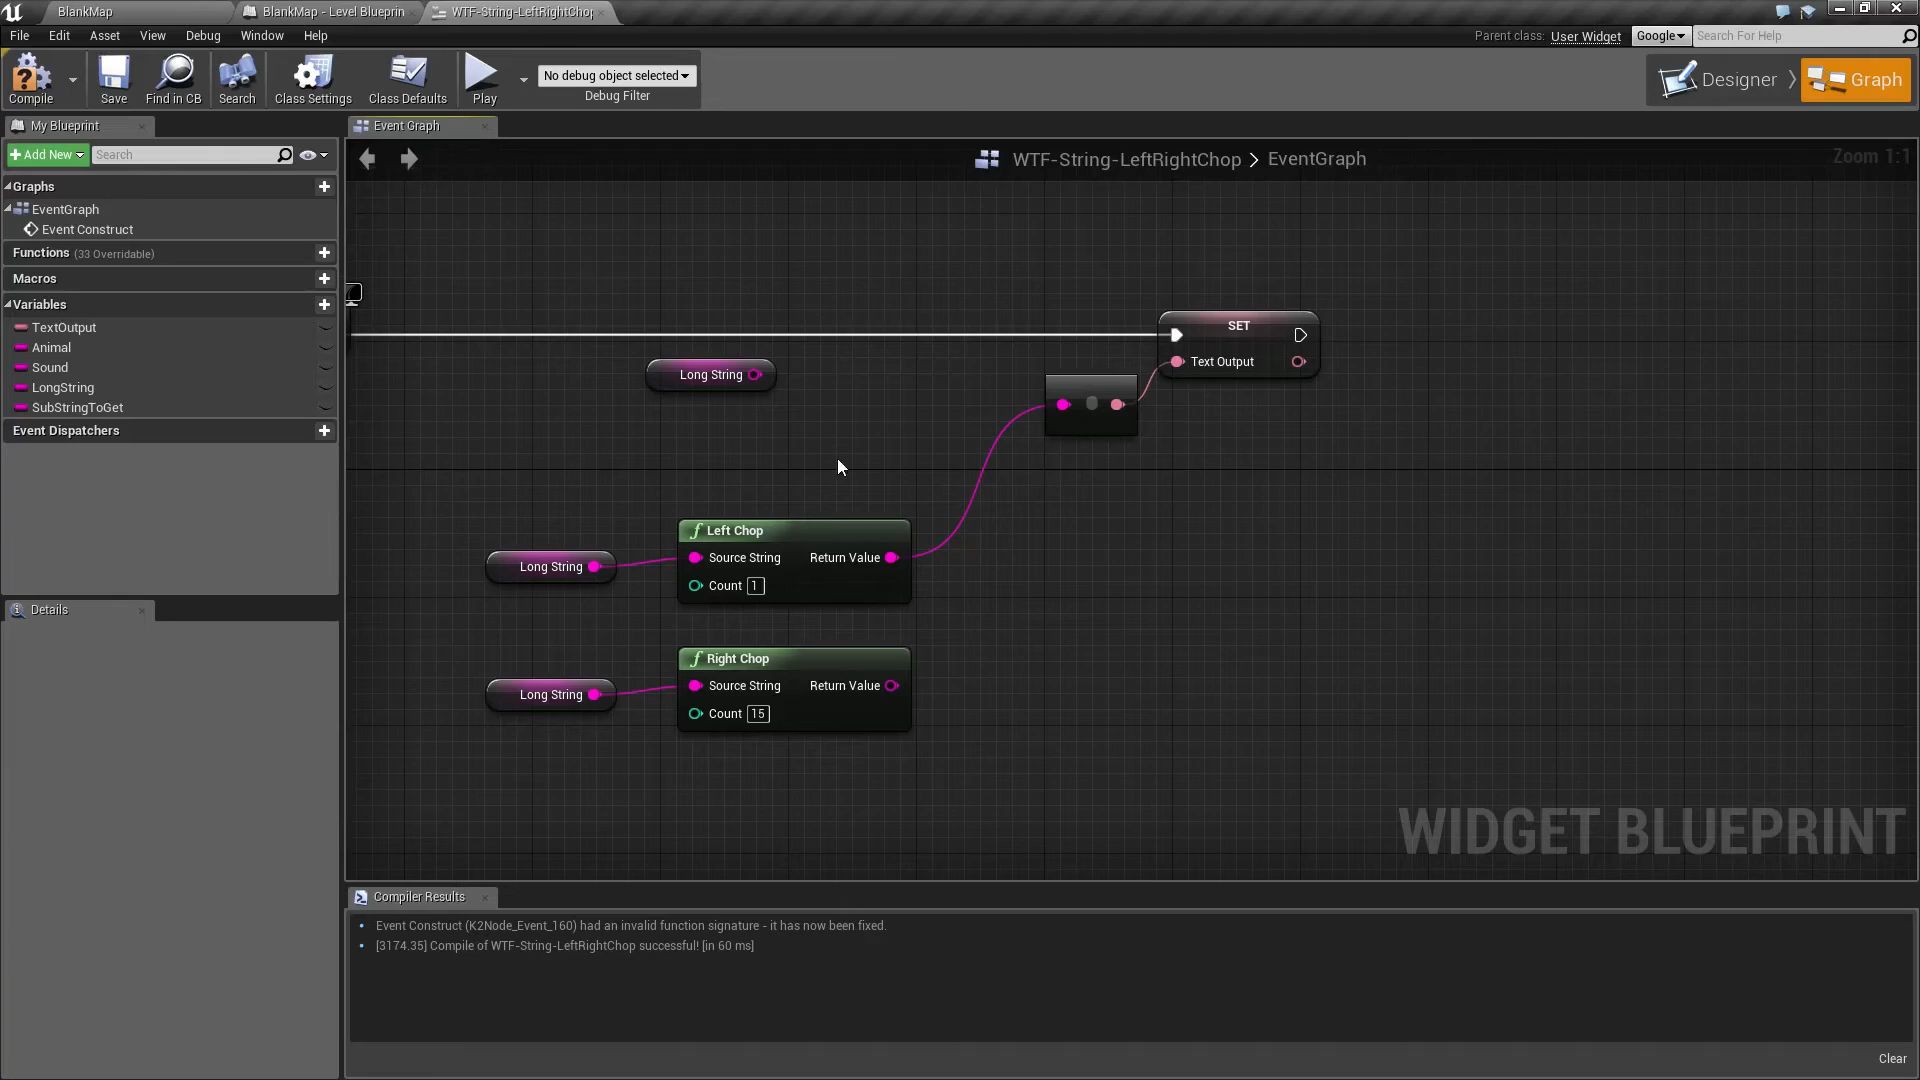 BlankMap
BlankMap - Level Blueprin
WTF-String-LeftRightChop
File Edit Asset View Debug Window Help
Parent class: User Widget
Google
Search For Help
Compile
Save
Find in CB
Search
Class Settings
Class Defaults
Play
No debug object selected
Debug Filter
Designer
Graph
My Blueprint
Event Graph
Add New
Search
WTF-String-LeftRightChop > EventGraph
Zoom 1:1
Graphs
EventGraph
Event Construct
Functions (33 Overridable)
Macros
Variables
TextOutput
Animal
Sound
LongString
SubStringToGet
Event Dispatchers
Details
SET
Text Output
Long String
f Left Chop
Long String
Source String Return Value
Count 1
f Right Chop
Long String
Source String Return Value
Count 15
WIDGET BLUEPRINT
Compiler Results
Event Construct (K2Node_Event_160) had an invalid function signature - it has now been fixed.
[3174.35] Compile of WTF-String-LeftRightChop successful! [in 60 ms]
Clear